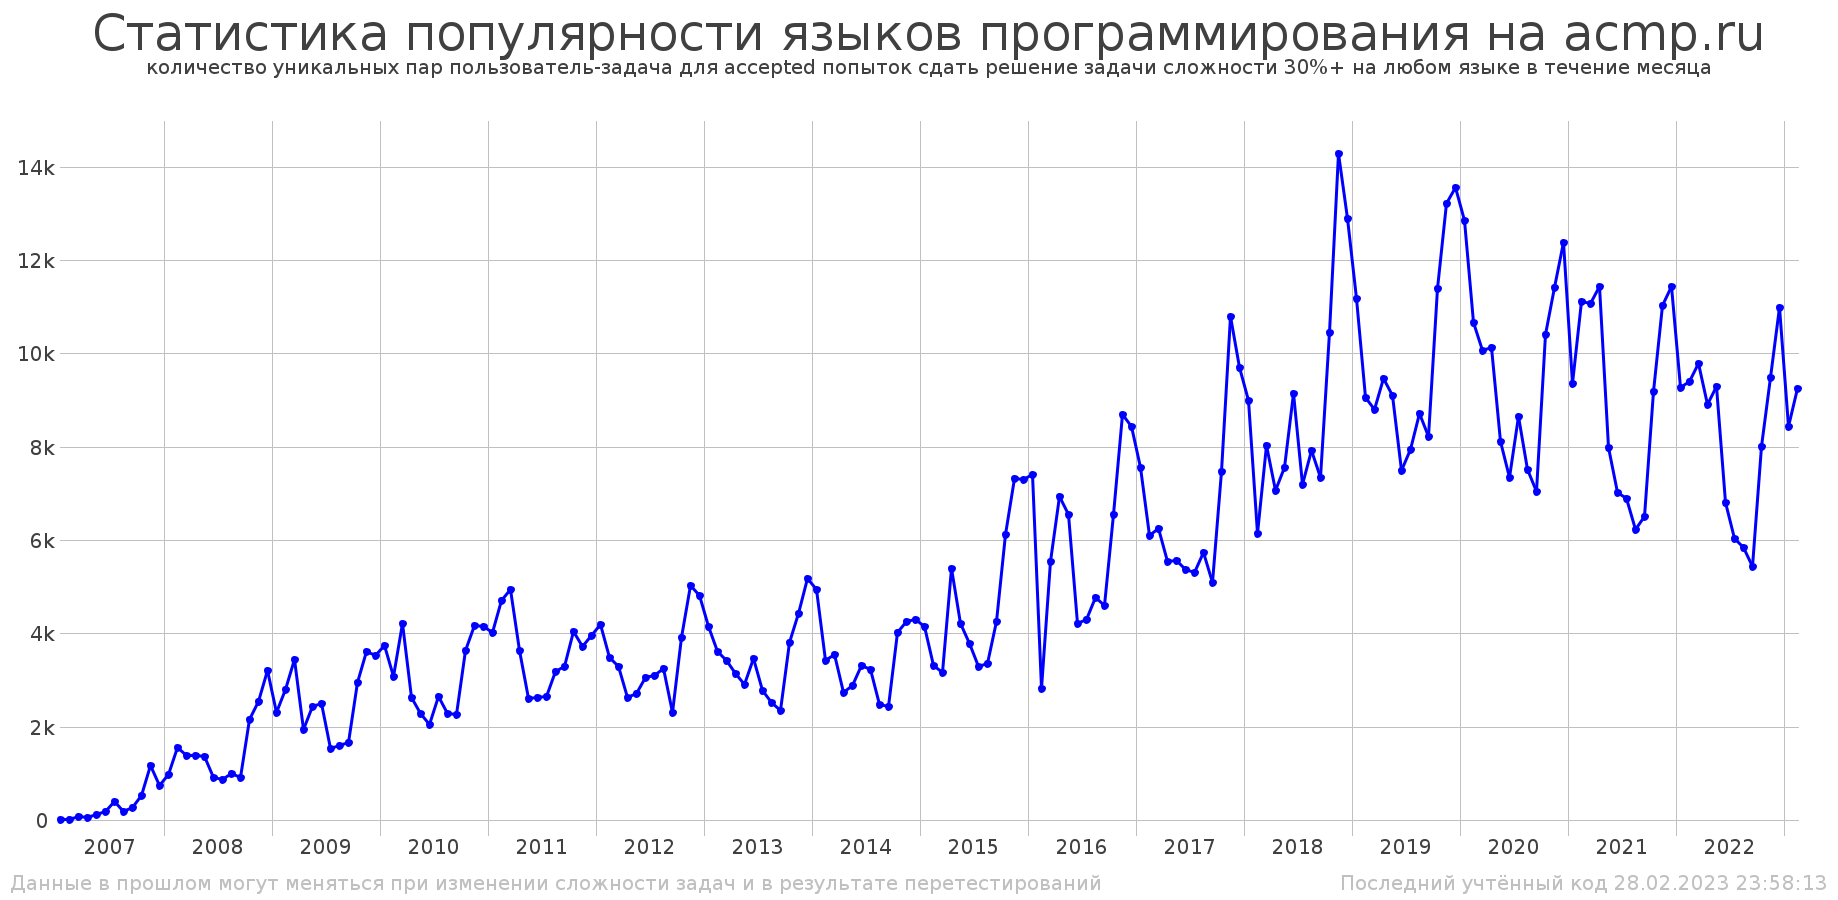 Статистика популярности языков программирования на acmp.ru
количество уникальных пар пользователь-задача для accepted попыток сдать решение задачи сложности 30%+ на любом языке в течение месяца
14k
12k
10k
8k
6k
4k
2k
0
2007 2008 2009 2010 2011 2012 2013 2014 2015 2016 2017 2018 2019 2020 2021 2022
Данные в прошлом могут меняться при изменении сложности задач и в результате перетестирований
Последний учтённый код 28.02.2023 23:58:13